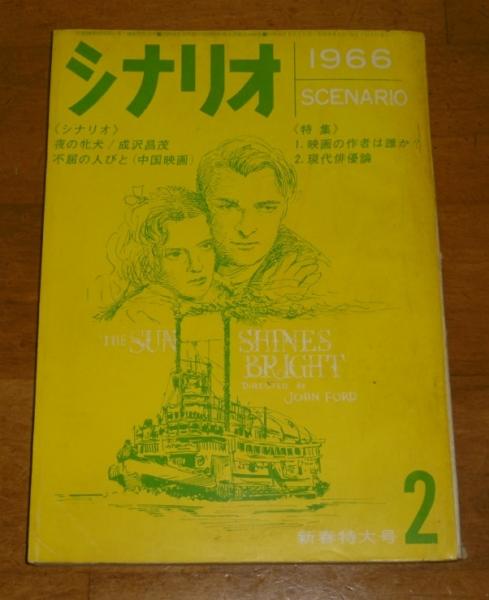 シナリオ
1966
SCENARIO
〈シナリオ〉
夜の牝犬/成沢昌茂
不屈の人びと(中国映画)
〈特集〉
1.映画の作者は誰か?
2.現代俳優論
THE SUN SHINES
BRIGHT
DIRECTED BY
JOHN FORD
新春特大号
2